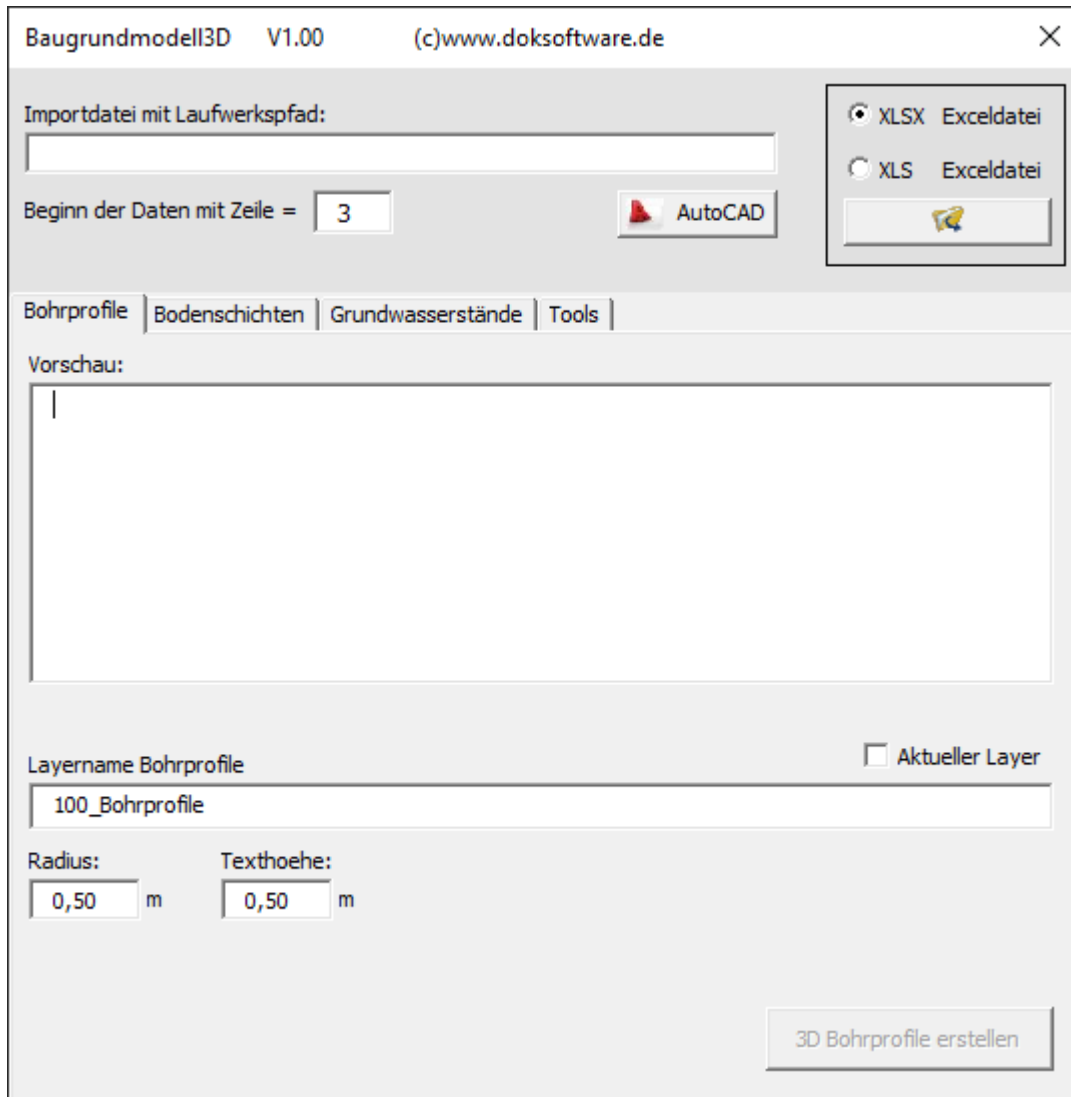 Baugrundmodell3D V1.00 (c)www.doksoftware.de
Importdatei mit Laufwerkspfad:
XLSX Exceldatei
XLS Exceldatei
Beginn der Daten mit Zeile = 3
AutoCAD
Bohrprofile Bodenschichten Grundwasserstände Tools
Vorschau:
Layername Bohrprofile
Aktueller Layer
100_Bohrprofile
Radius: Texthoehe:
0,50 m 0,50 m
3D Bohrprofile erstellen